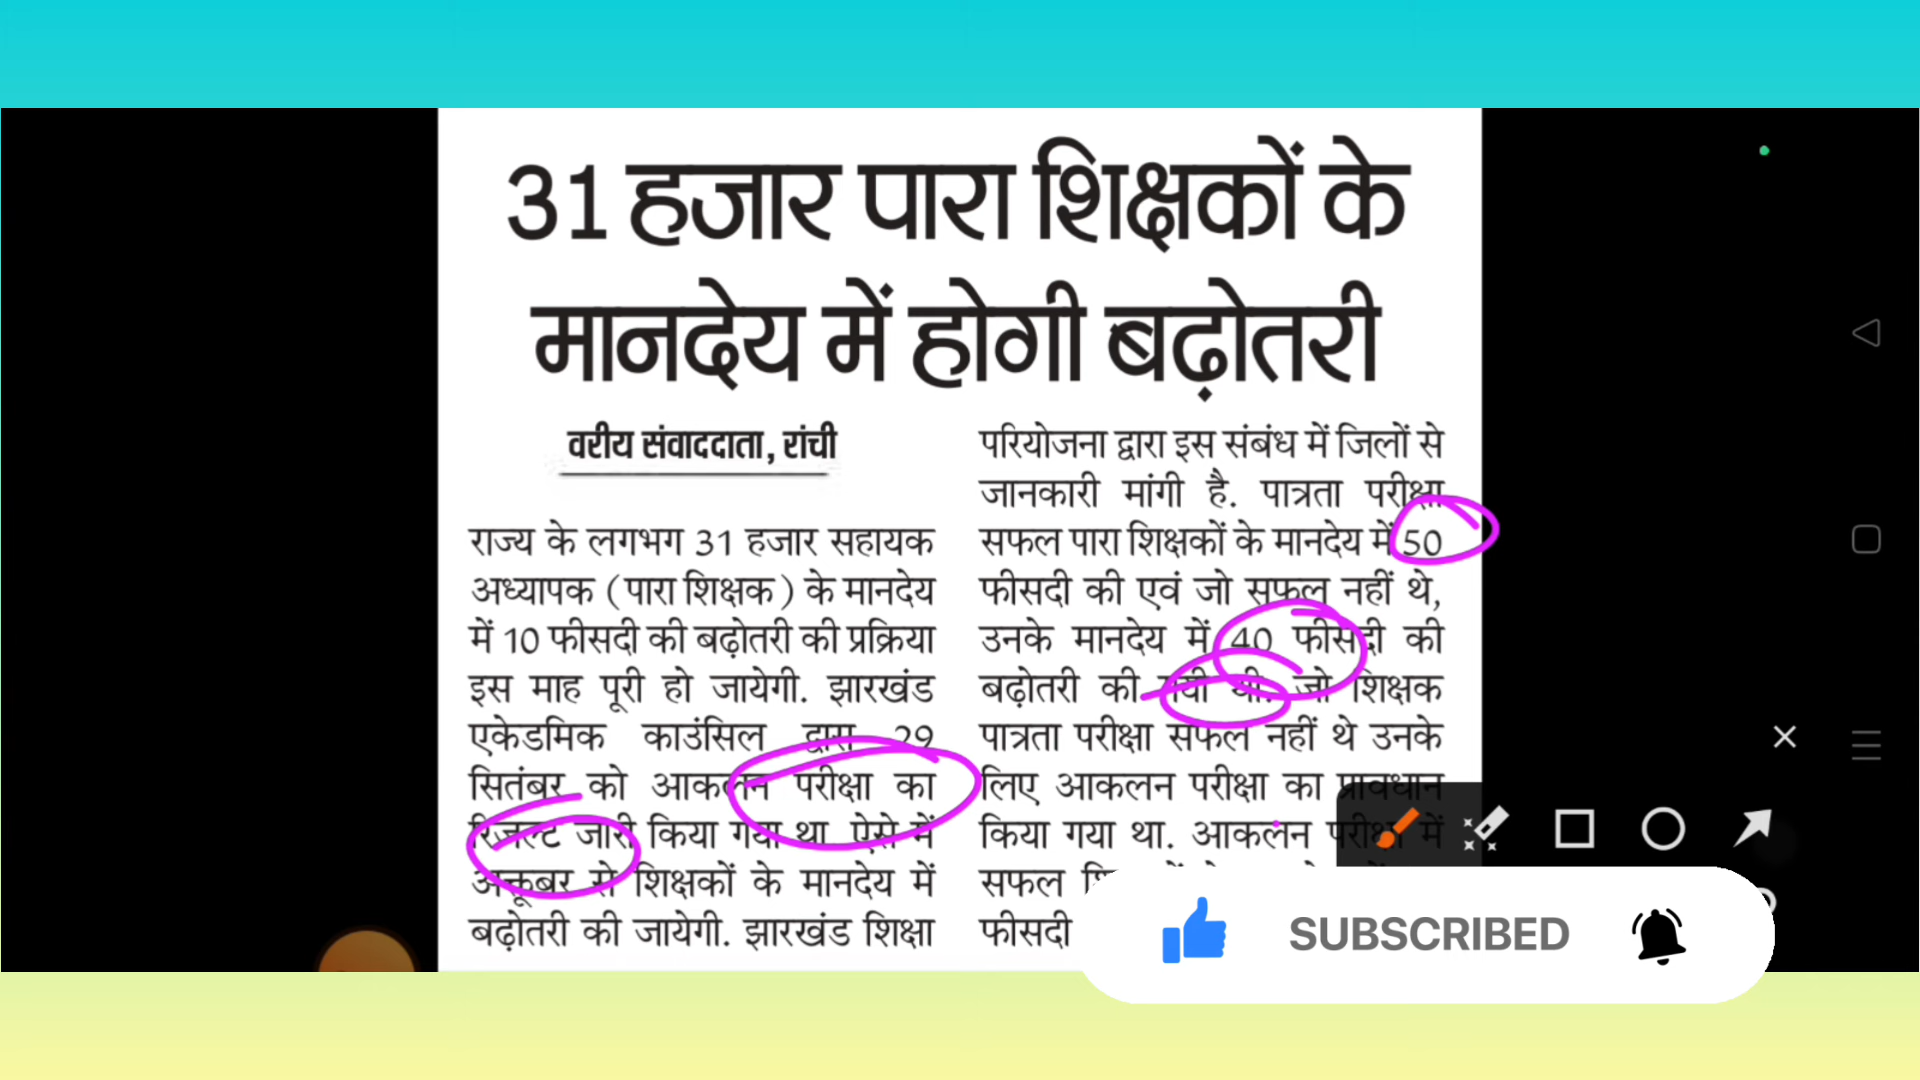 31 हजार पारा शिक्षकों के
मानदेय में होगी बढ़ोतरी
वरीय संवाददाता, रांची
राज्य के लगभग 31 हजार सहायक
अध्यापक (पारा शिक्षक) के मानदेय
में 10 फीसदी की बढ़ोतरी की प्रक्रिया
इस माह पूरी हो जायेगी. झारखंड
एकेडमिक काउंसिल द्वारा 29
सितंबर को आकलन परीक्षा का
रिजल्ट जारी किया गया था. ऐसे में
अक्तूबर से शिक्षकों के मानदेय में
बढ़ोतरी की जायेगी. झारखंड शिक्षा
परियोजना द्वारा इस संबंध में जिलों से
जानकारी मांगी है. पात्रता परीक्षा
सफल पारा शिक्षकों के मानदेय में 50
फीसदी की एवं जो सफल नहीं थे,
उनके मानदेय में 40 फीसदी की
बढ़ोतरी की गयी थी. जो शिक्षक
पात्रता परीक्षा सफल नहीं थे उनके
लिए आकलन परीक्षा का प्रावधान
किया गया था. आकलन परीक्षा में
सफल
फीसदी
SUBSCRIBED